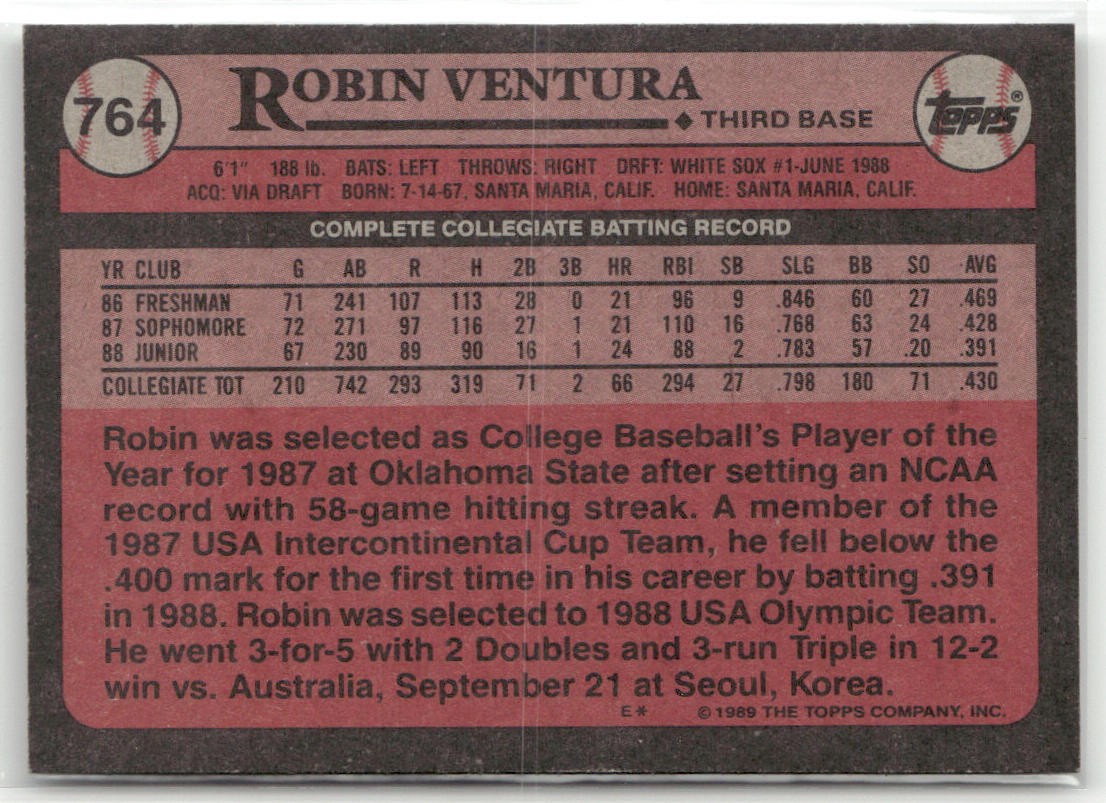 764
ROBIN VENTURA
◆ THIRD BASE
TOPPS®
6'1" 188 lb. BATS: LEFT THROWS: RIGHT DRFT: WHITE SOX #1-JUNE 1988
ACQ: VIA DRAFT BORN: 7-14-67, SANTA MARIA, CALIF. HOME: SANTA MARIA, CALIF.
COMPLETE COLLEGIATE BATTING RECORD
YR CLUB G AB R H 2B 3B HR RBI SB SLG BB SO AVG
86 FRESHMAN 71 241 107 113 28 0 21 96 9 .846 60 27 .469
87 SOPHOMORE 72 271 97 116 27 1 21 110 16 .768 63 24 .428
88 JUNIOR 67 230 89 90 16 1 24 88 2 .783 57 .20 .391
COLLEGIATE TOT 210 742 293 319 71 2 66 294 27 .798 180 71 .430
Robin was selected as College Baseball's Player of the
Year for 1987 at Oklahoma State after setting an NCAA
record with 58-game hitting streak. A member of the
1987 USA Intercontinental Cup Team, he fell below the
.400 mark for the first time in his career by batting .391
in 1988. Robin was selected to 1988 USA Olympic Team.
He went 3-for-5 with 2 Doubles and 3-run Triple in 12-2
win vs. Australia, September 21 at Seoul, Korea.
E* © 1989 THE TOPPS COMPANY, INC.